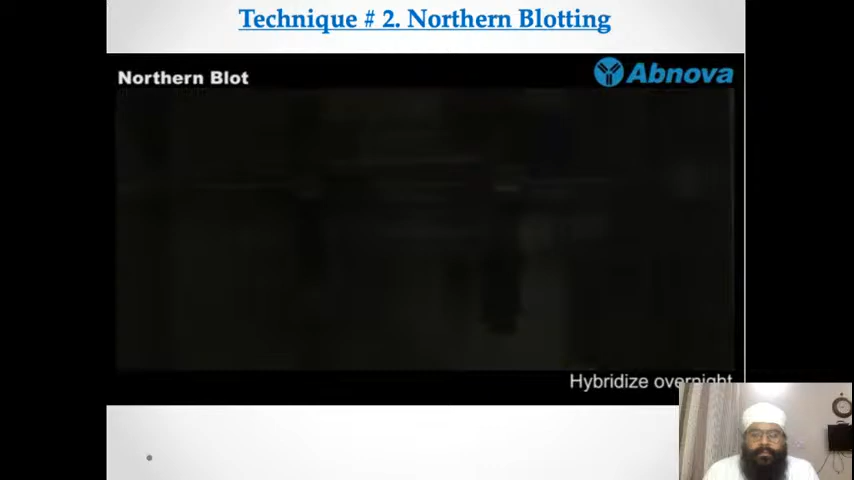 Technique # 2. Northern Blotting
Northern Blot
Abnova
Hybridize overnight